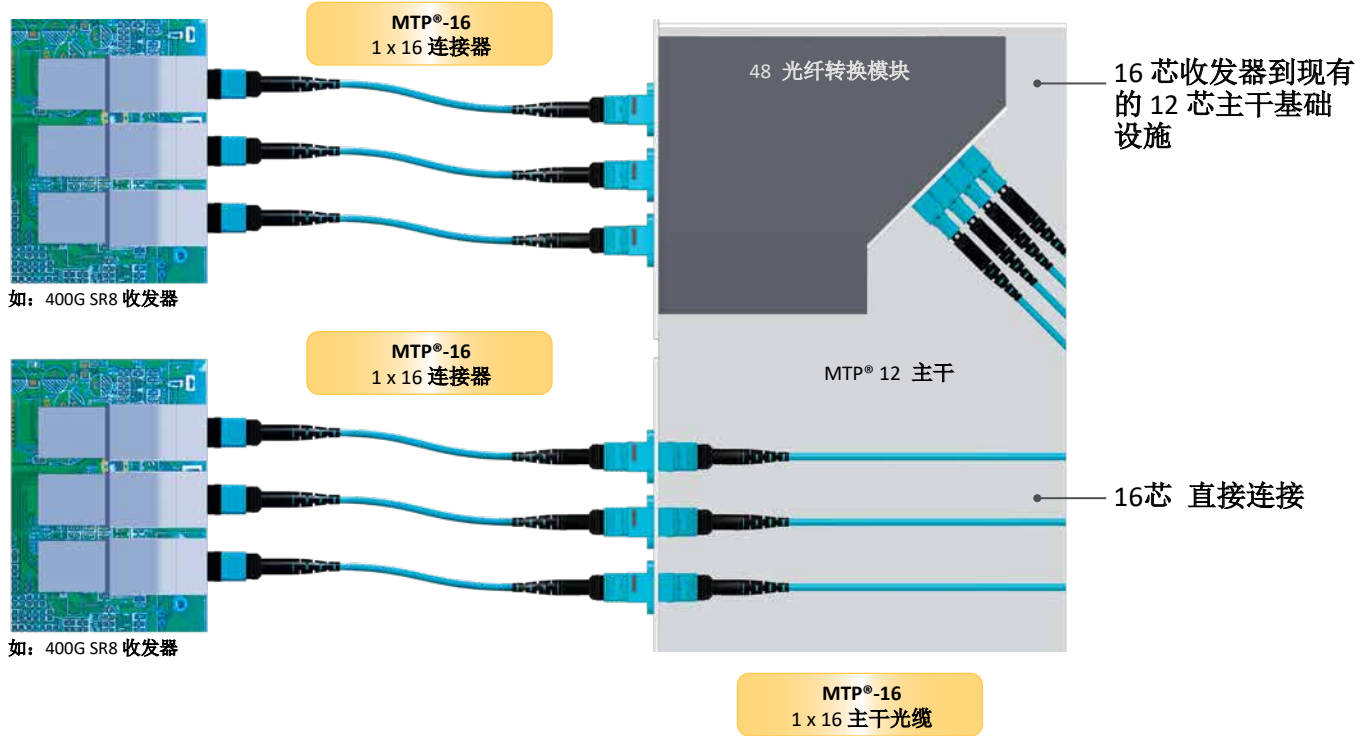 MTP®-16
1 x 16 连接器
48 光纤转换模块
16 芯收发器到现有
的 12 芯主干基础
设施
如：400G SR8 收发器
MTP®-16
1 x 16 连接器
MTP® 12 主干
16芯 直接连接
如：400G SR8 收发器
MTP®-16
1 x 16 主干光缆